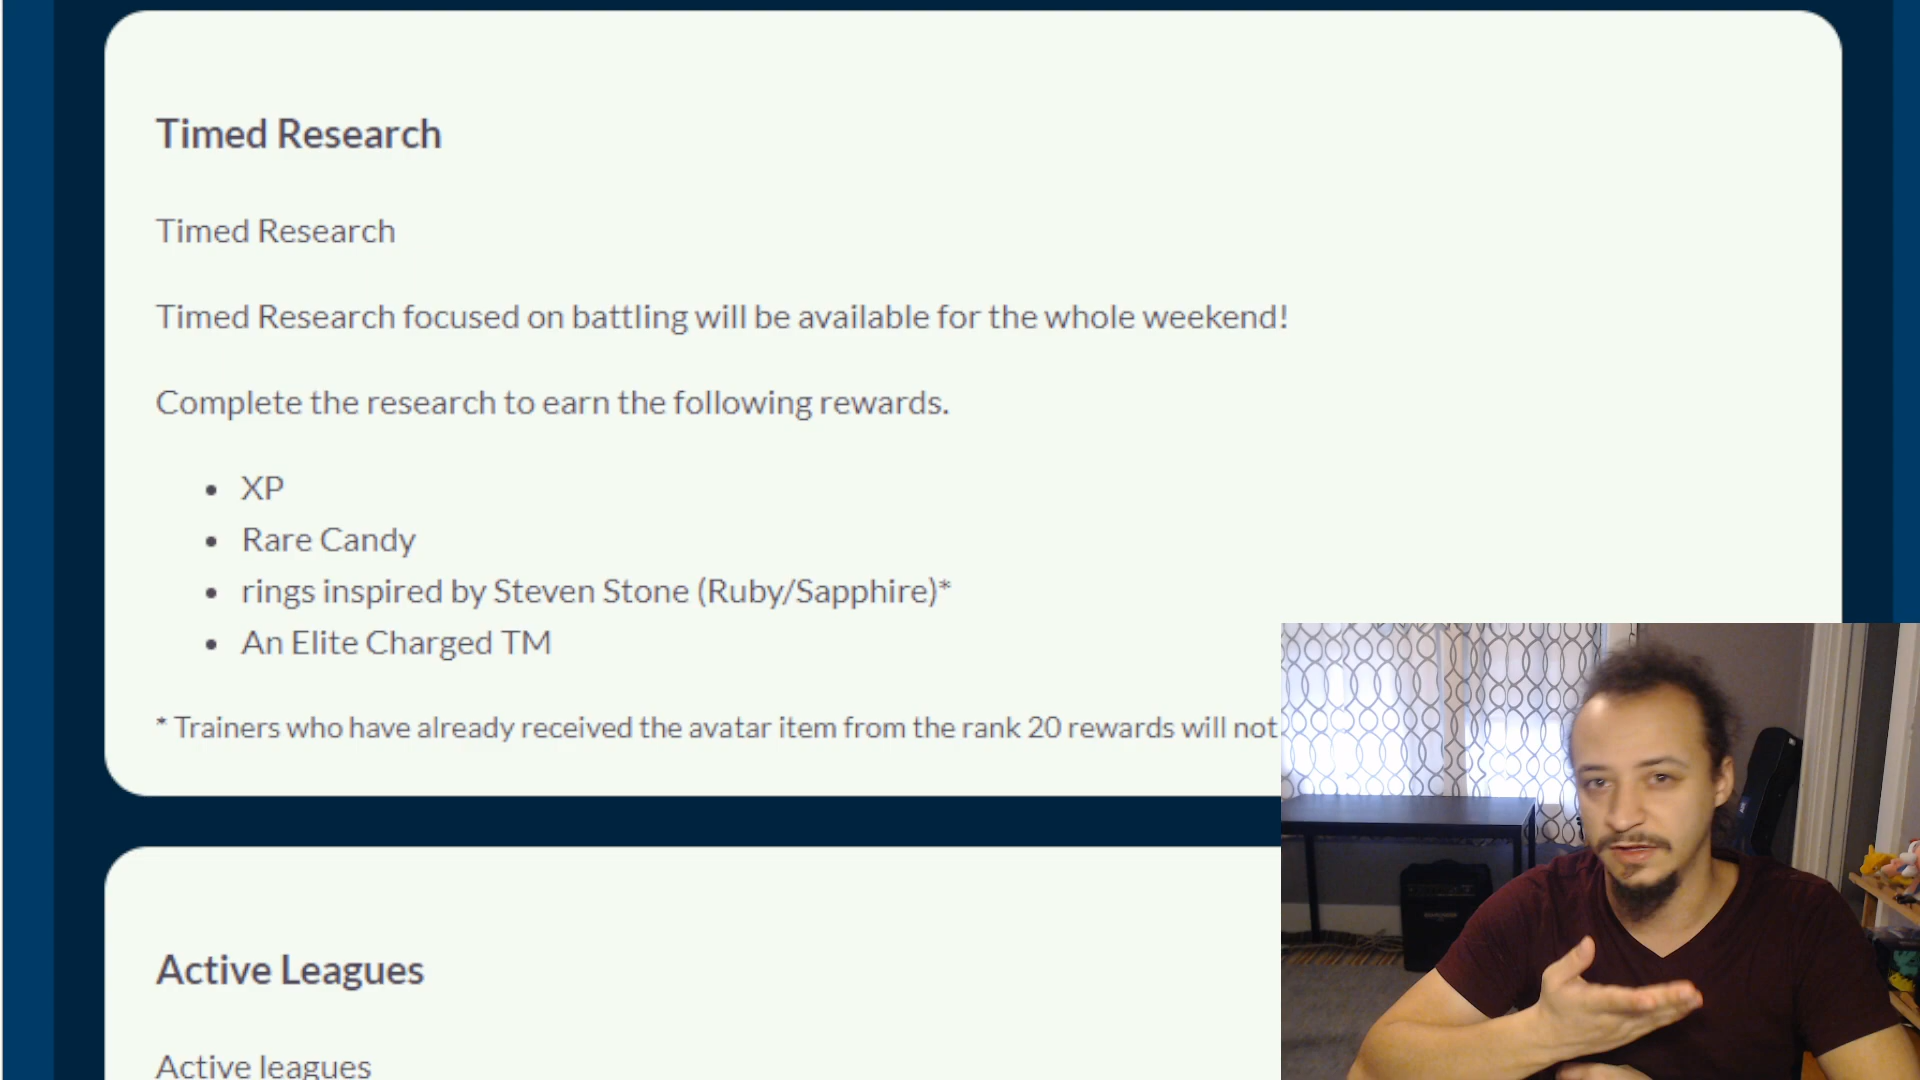 Timed Research
Timed Research
Timed Research focused on battling will be available for the whole weekend!
Complete the research to earn the following rewards.
• XP
• Rare Candy
• rings inspired by Steven Stone (Ruby/Sapphire)*
• An Elite Charged TM
* Trainers who have already received the avatar item from the rank 20 rewards will not
Active Leagues
Active leagues